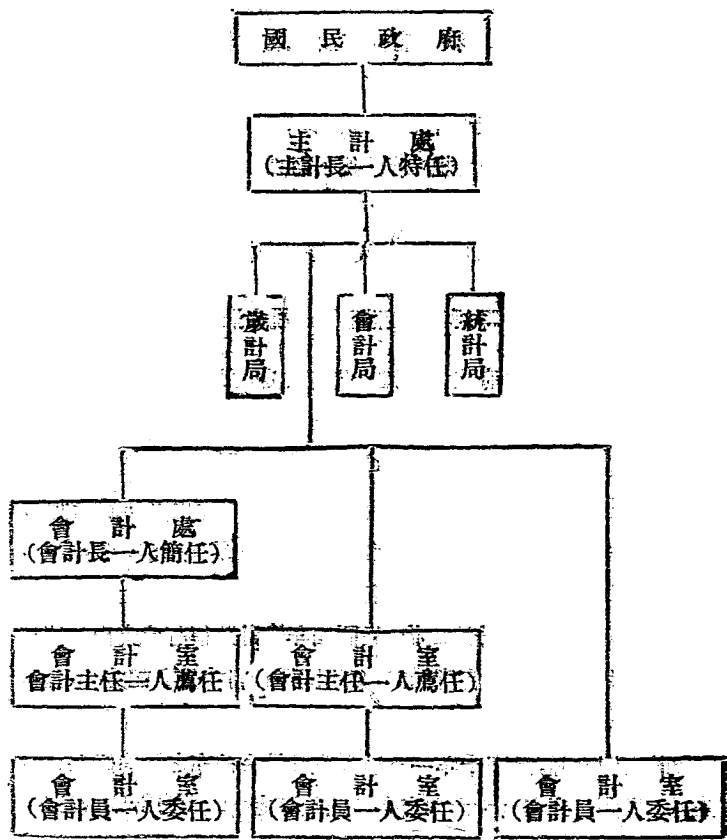 國民政府
主計處
(主計長一人特任)
歲計局
會計局
統計局
會計處
(會計長一人簡任)
會計室
會計主任一人薦任
會計室
(會計主任一人薦任)
會計室
(會計員一人委任)
會計室
(會計員一人委任)
會計室
(會計員一人委任)